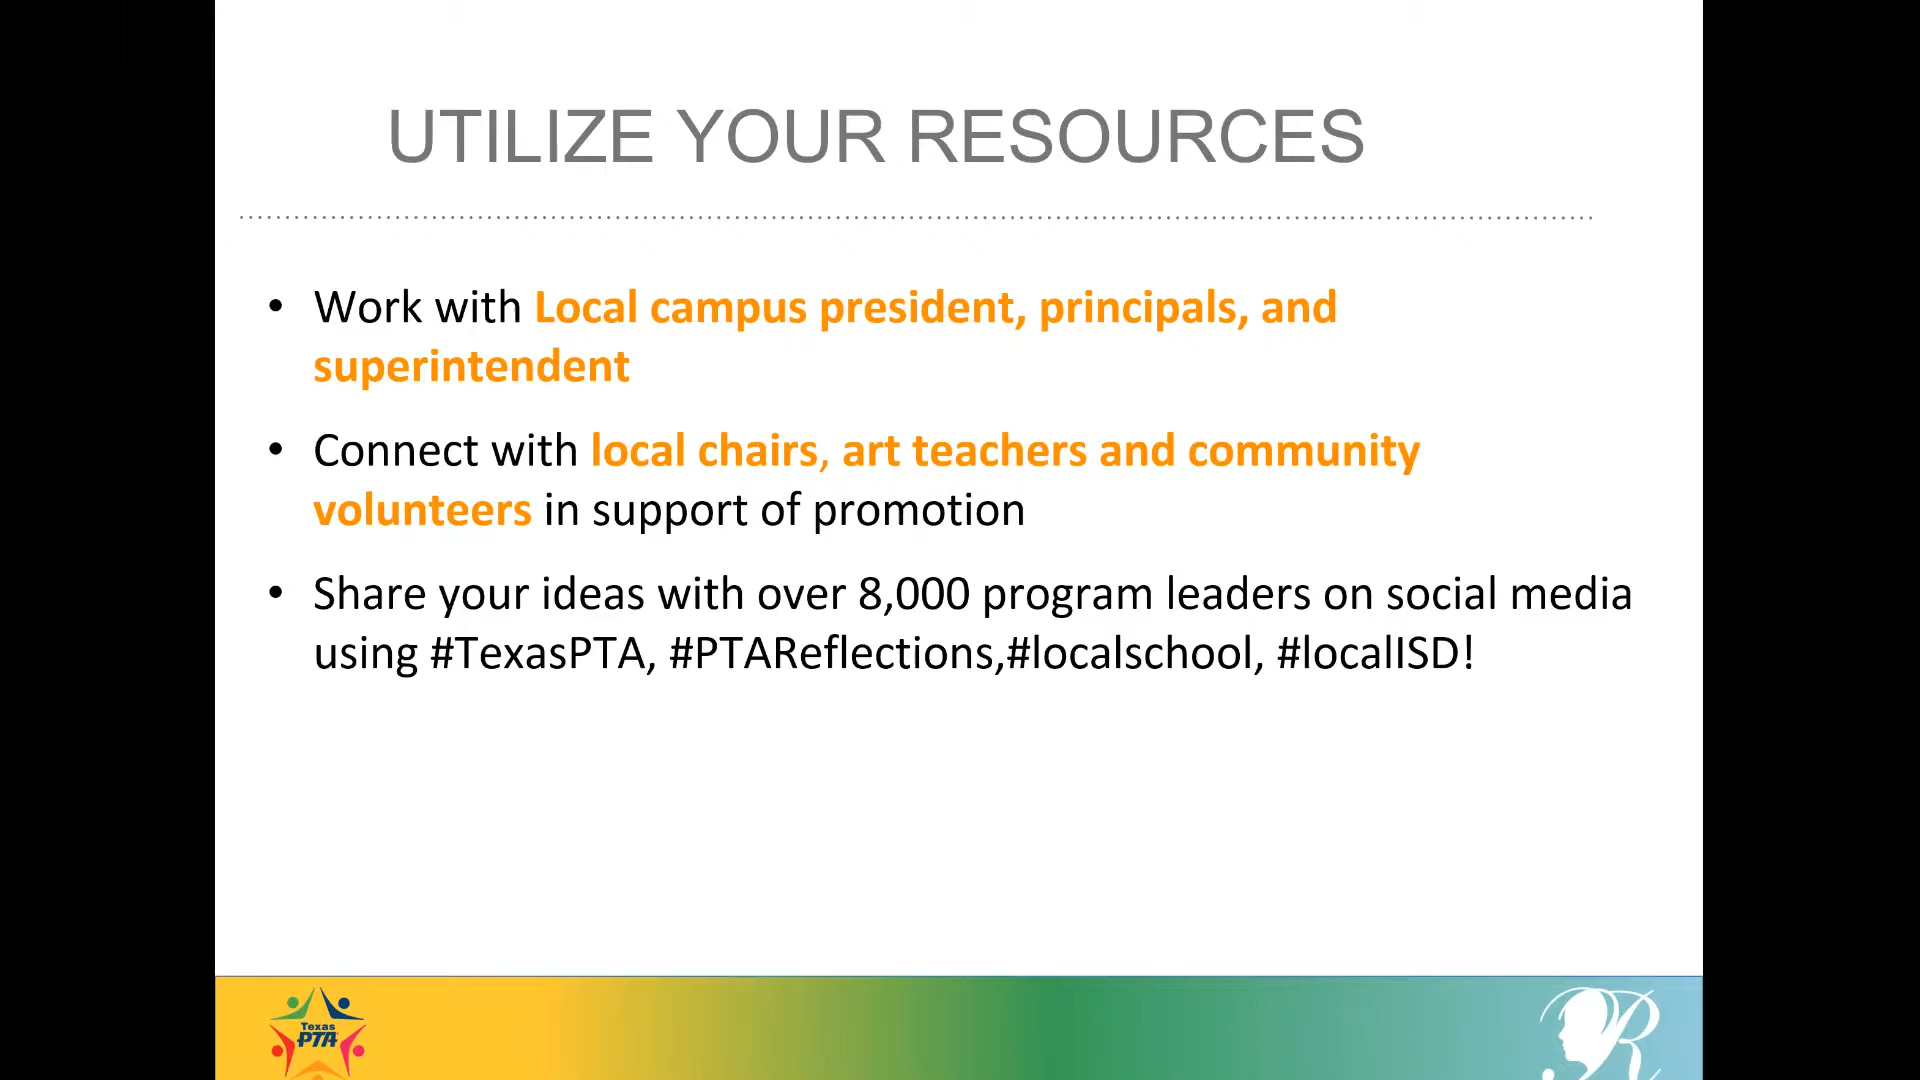 UTILIZE YOUR RESOURCES
• Work with Local campus president, principals, and
superintendent
• Connect with local chairs, art teachers and community
volunteers in support of promotion
• Share your ideas with over 8,000 program leaders on social media
using #TexasPTA, #PTAReflections,#localschool, #localISD!
Texas
PTA
R